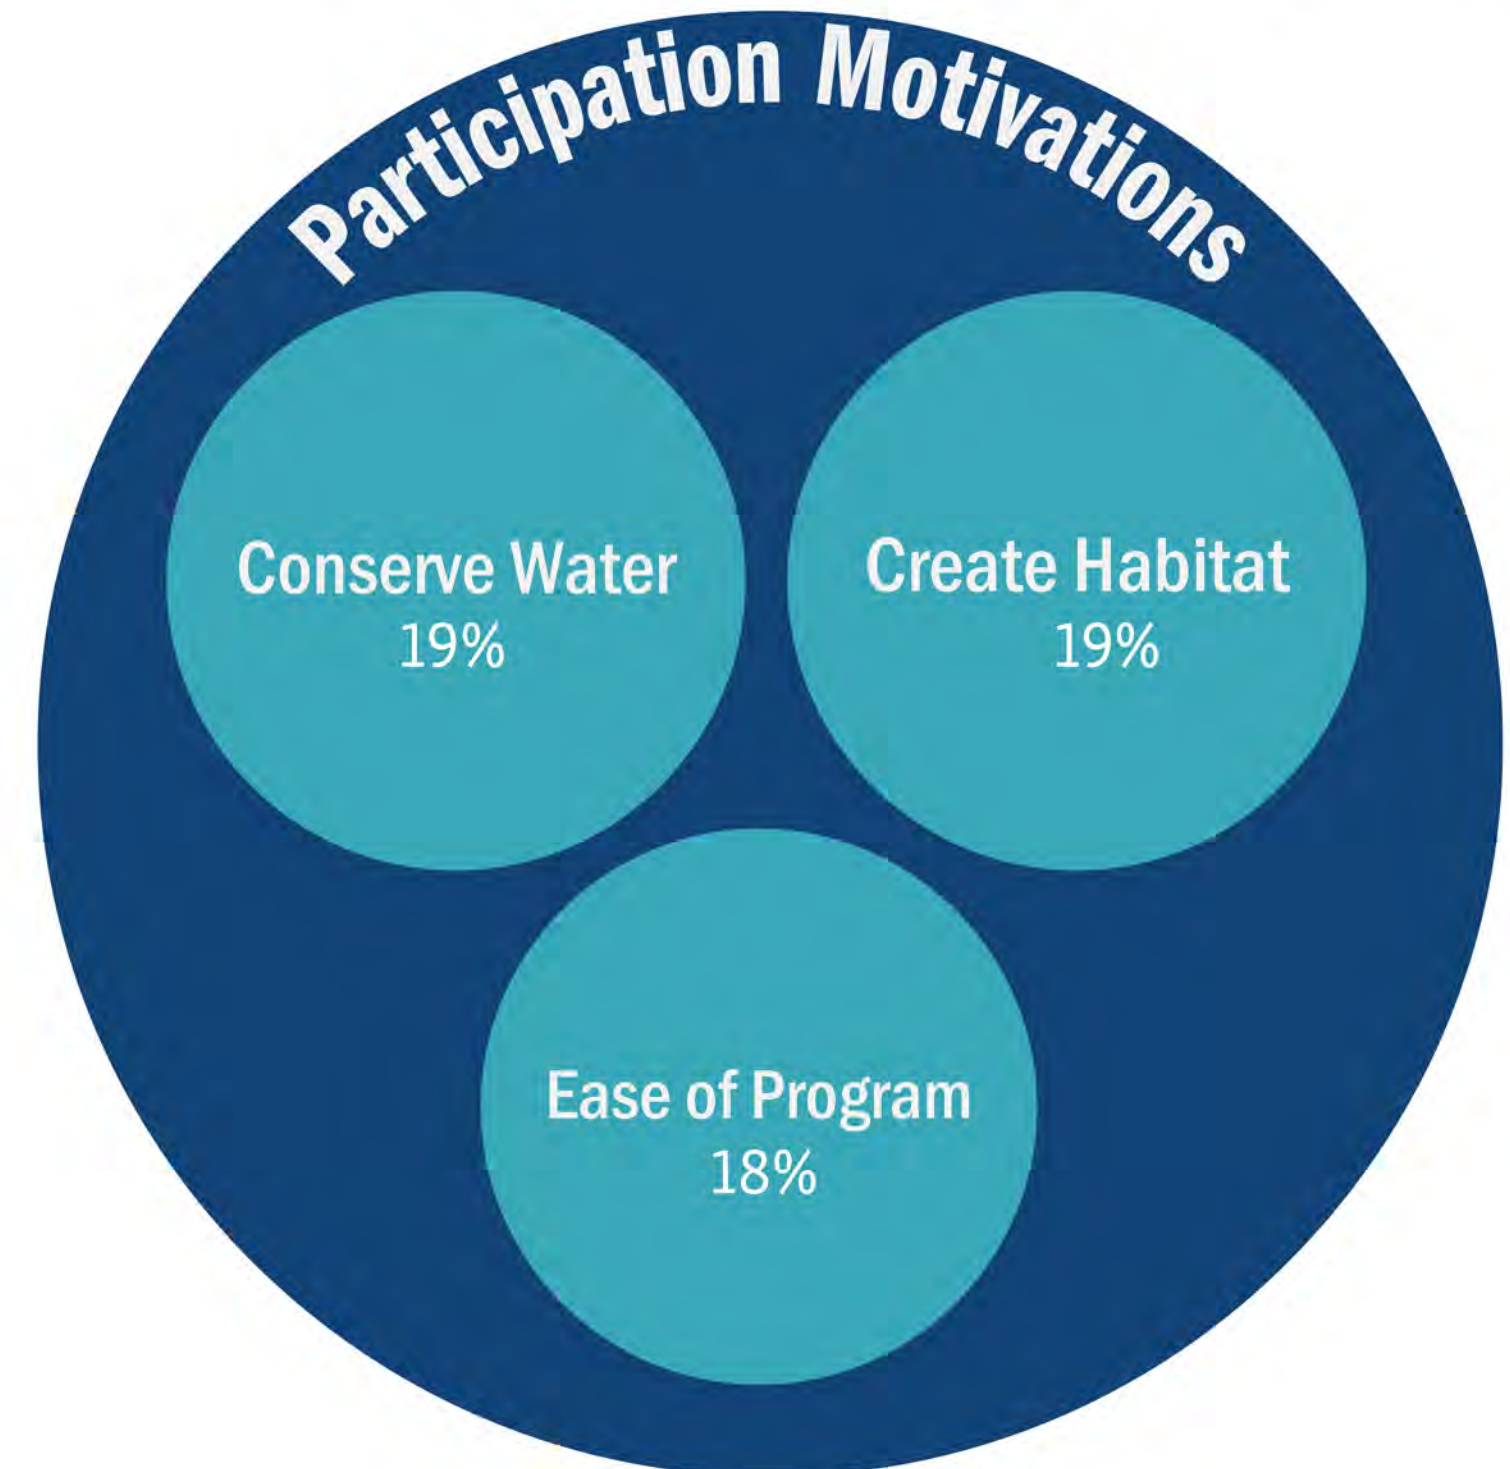 Participation Motivations
Conserve Water
19%
Create Habitat
19%
Ease of Program
18%